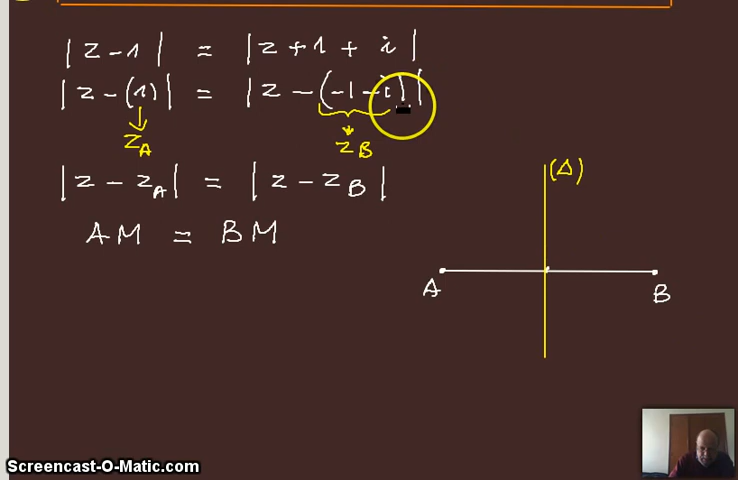 |z - 1| = |z + 1 + i|
|z - (1)| = |z - (-1 - i)|
z_A z_B
|z - z_A| = |z - z_B|
(Δ)
AM = BM
A B
Screencast-O-Matic.com